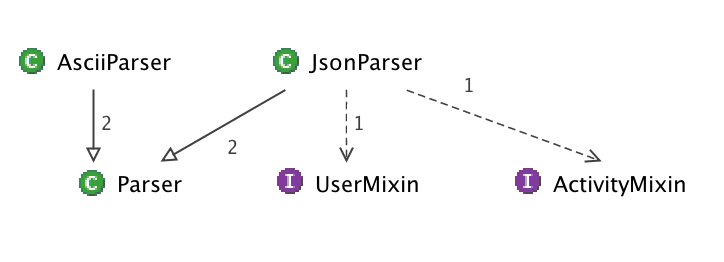 C AsciiParser
C JsonParser
1
2
1
2
C Parser
I UserMixin
I ActivityMixin